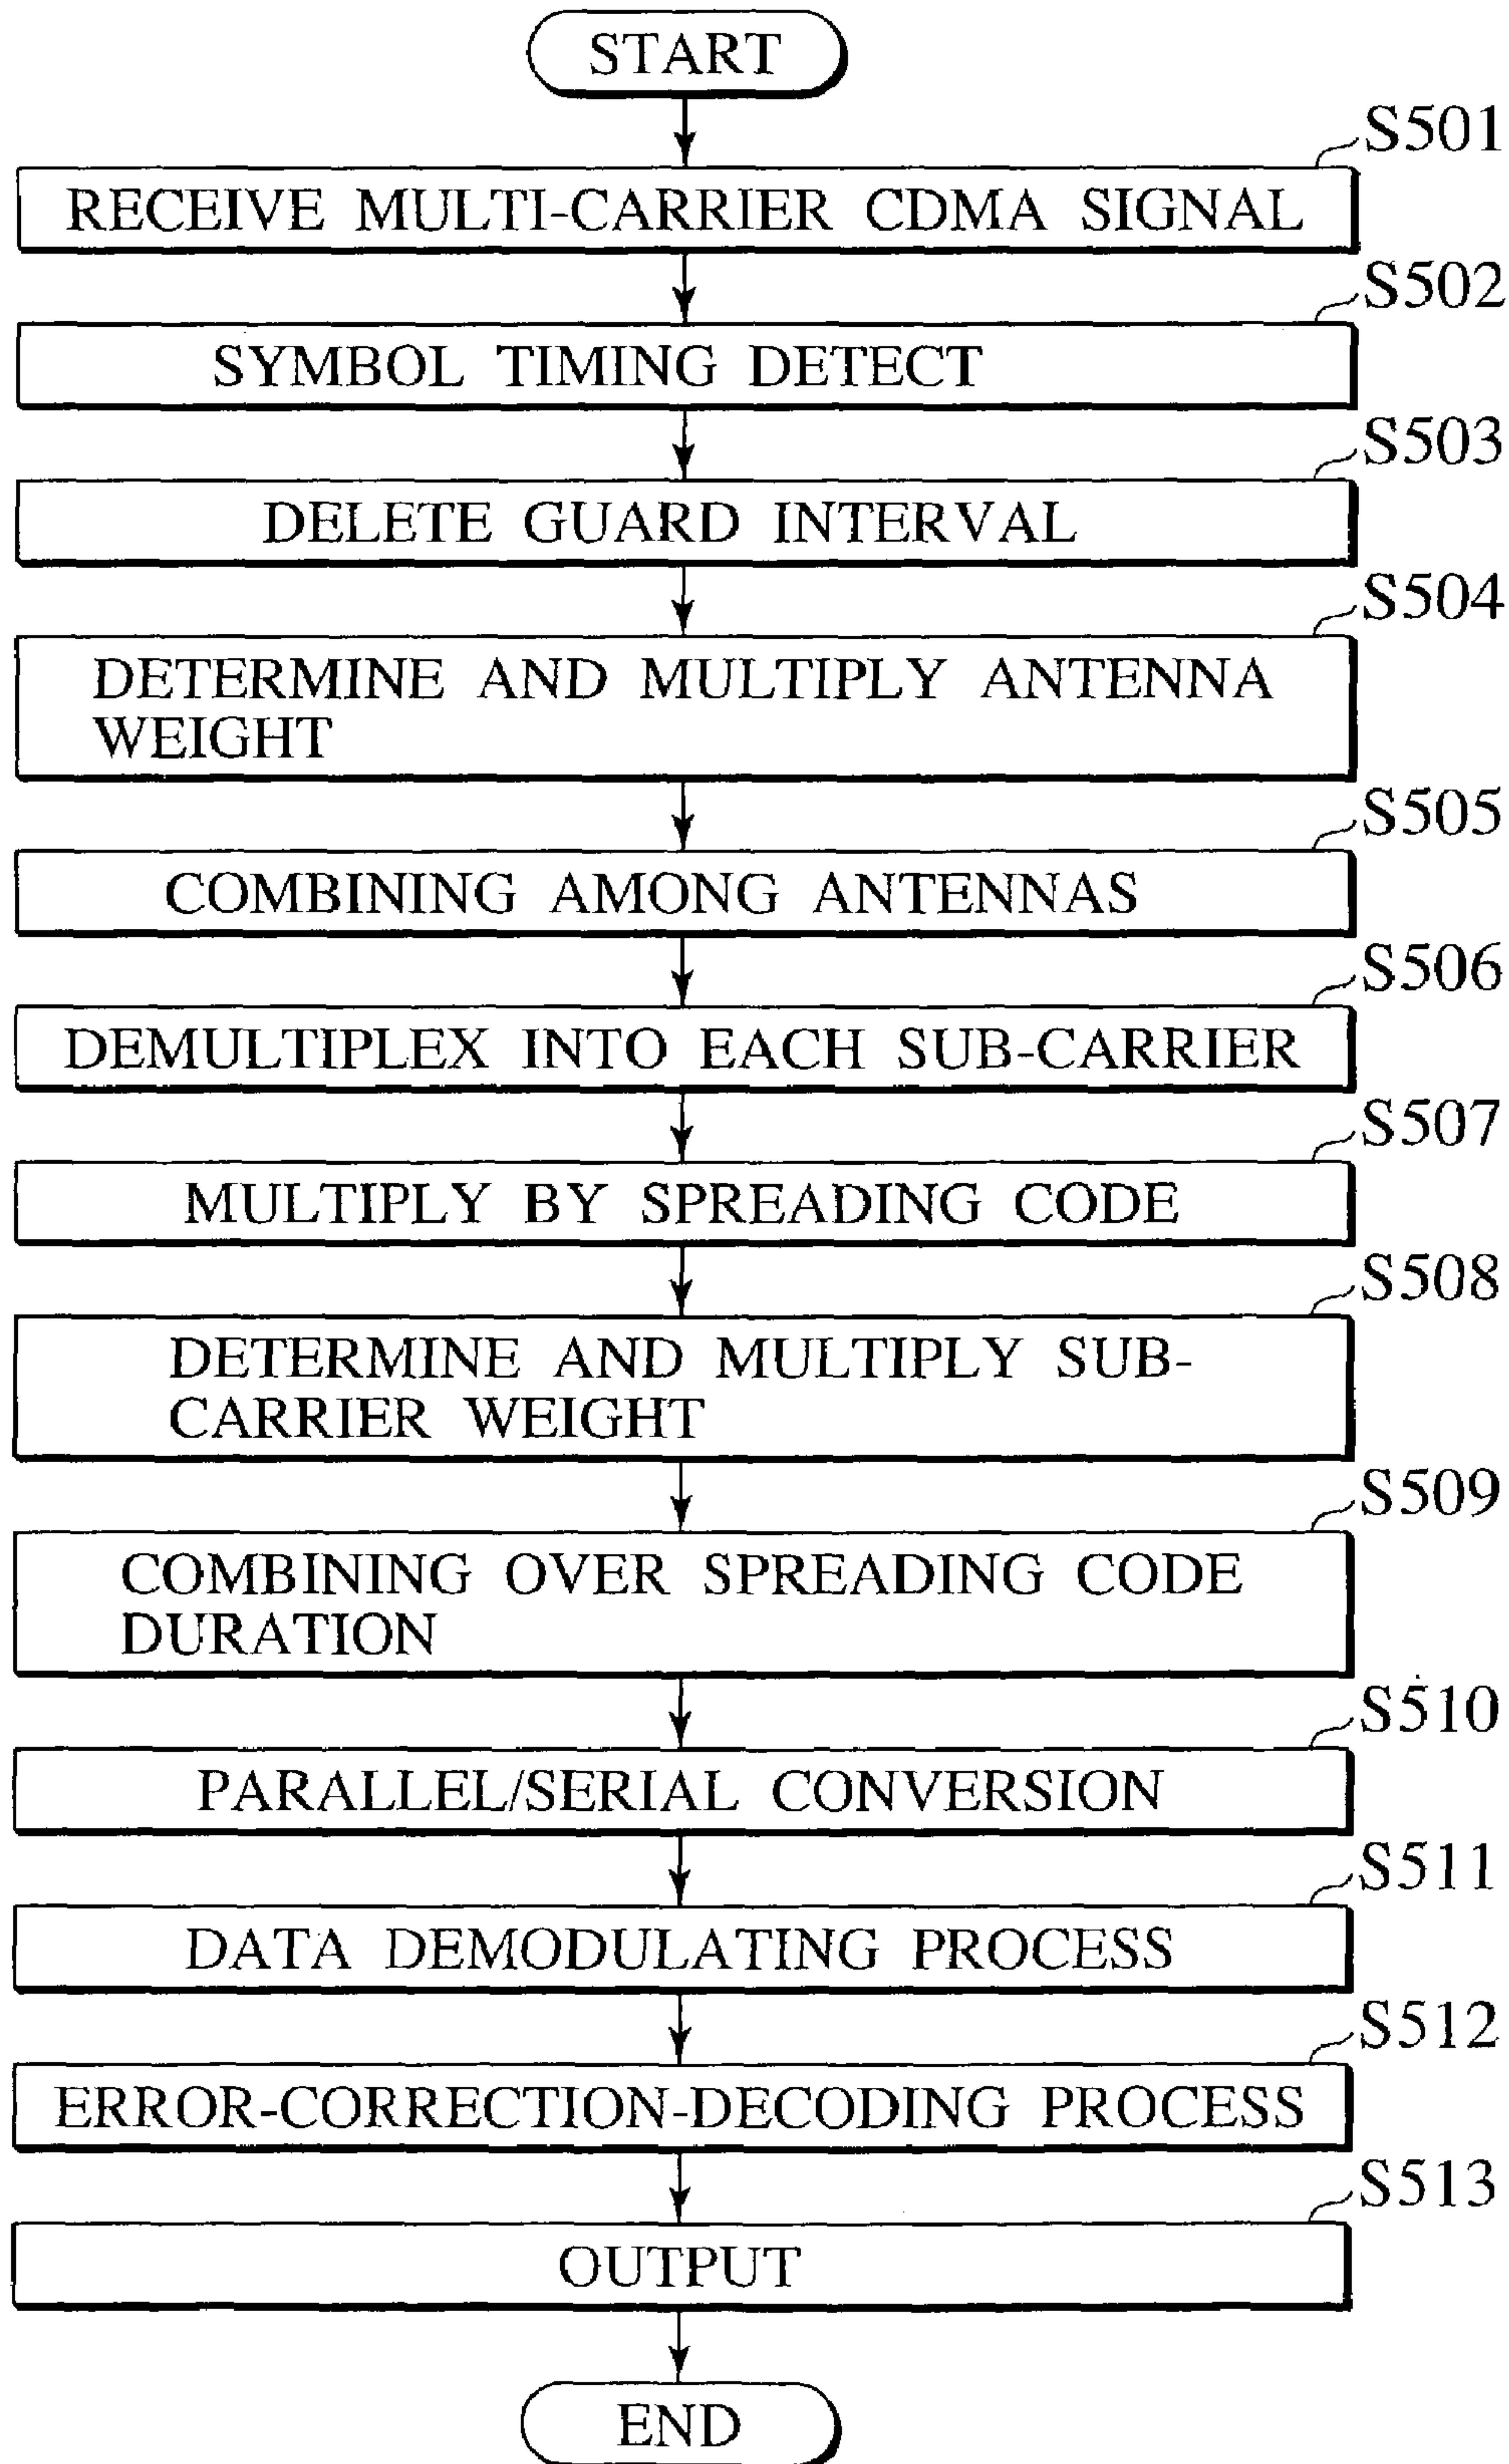 START
S501
RECEIVE MULTI-CARRIER CDMA SIGNAL
S502
SYMBOL TIMING DETECT
S503
DELETE GUARD INTERVAL
S504
DETERMINE AND MULTIPLY ANTENNA
WEIGHT
S505
COMBINING AMONG ANTENNAS
S506
DEMULTIPLEX INTO EACH SUB-CARRIER
S507
MULTIPLY BY SPREADING CODE
S508
DETERMINE AND MULTIPLY SUB-
CARRIER WEIGHT
S509
COMBINING OVER SPREADING CODE
DURATION
S510
PARALLEL/SERIAL CONVERSION
S511
DATA DEMODULATING PROCESS
S512
ERROR-CORRECTION-DECODING PROCESS
S513
OUTPUT
END